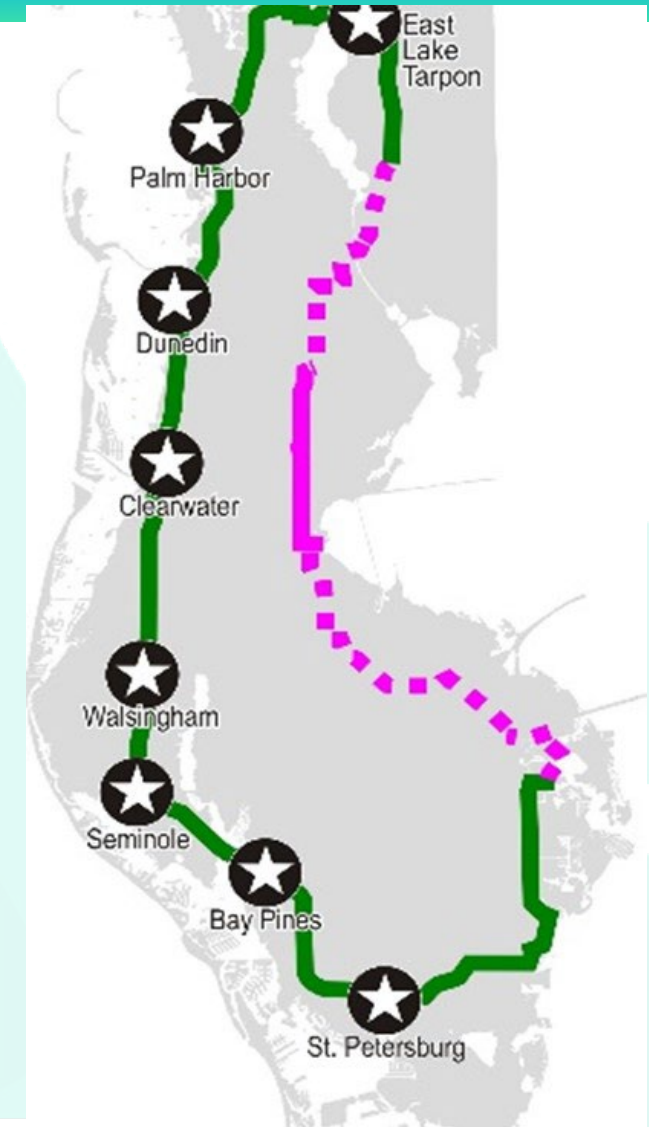 East
Lake
Tarpon
Palm Harbor
Dunedin
Clearwater
Walsingham
Seminole
Bay Pines
St. Petersburg